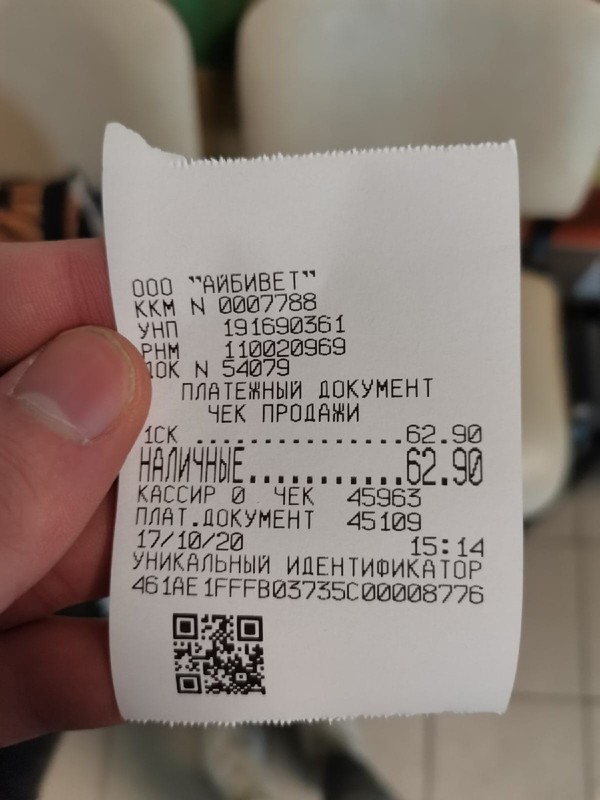 ООО "АЙБИВЕТ"
ККМ N 0007788
УНП 191690361
РНМ 110020969
ДОК N 54079
ПЛАТЕЖНЫЙ ДОКУМЕНТ
ЧЕК ПРОДАЖИ
1СК ...............62.90
НАЛИЧНЫЕ...........62.90
КАССИР 0 ЧЕК 45963
ПЛАТ.ДОКУМЕНТ 45109
17/10/20 15:14
УНИКАЛЬНЫЙ ИДЕНТИФИКАТОР
461AE1FFFB03735C00008776